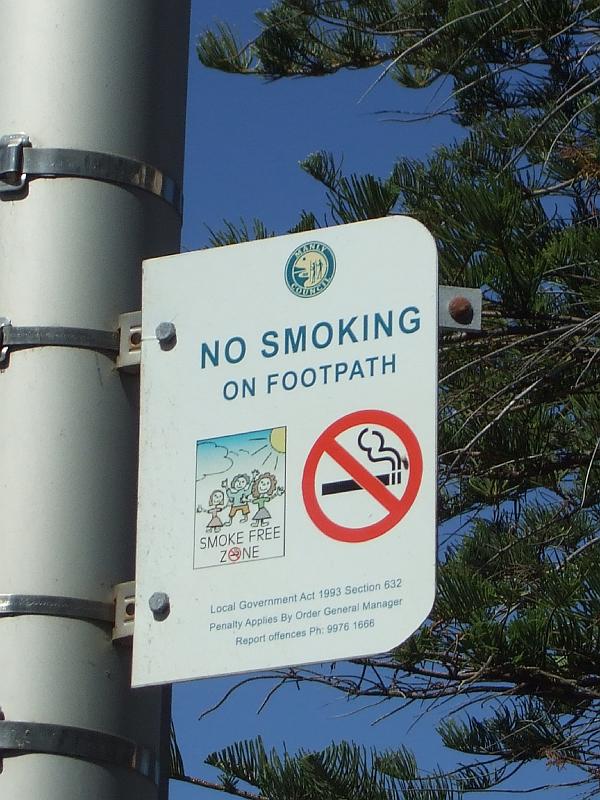 MANLY
COUNCIL
NO SMOKING
ON FOOTPATH
SMOKE FREE
ZONE
Local Government Act 1993 Section 632
Penalty Applies By Order General Manager
Report offences Ph: 9976 1666